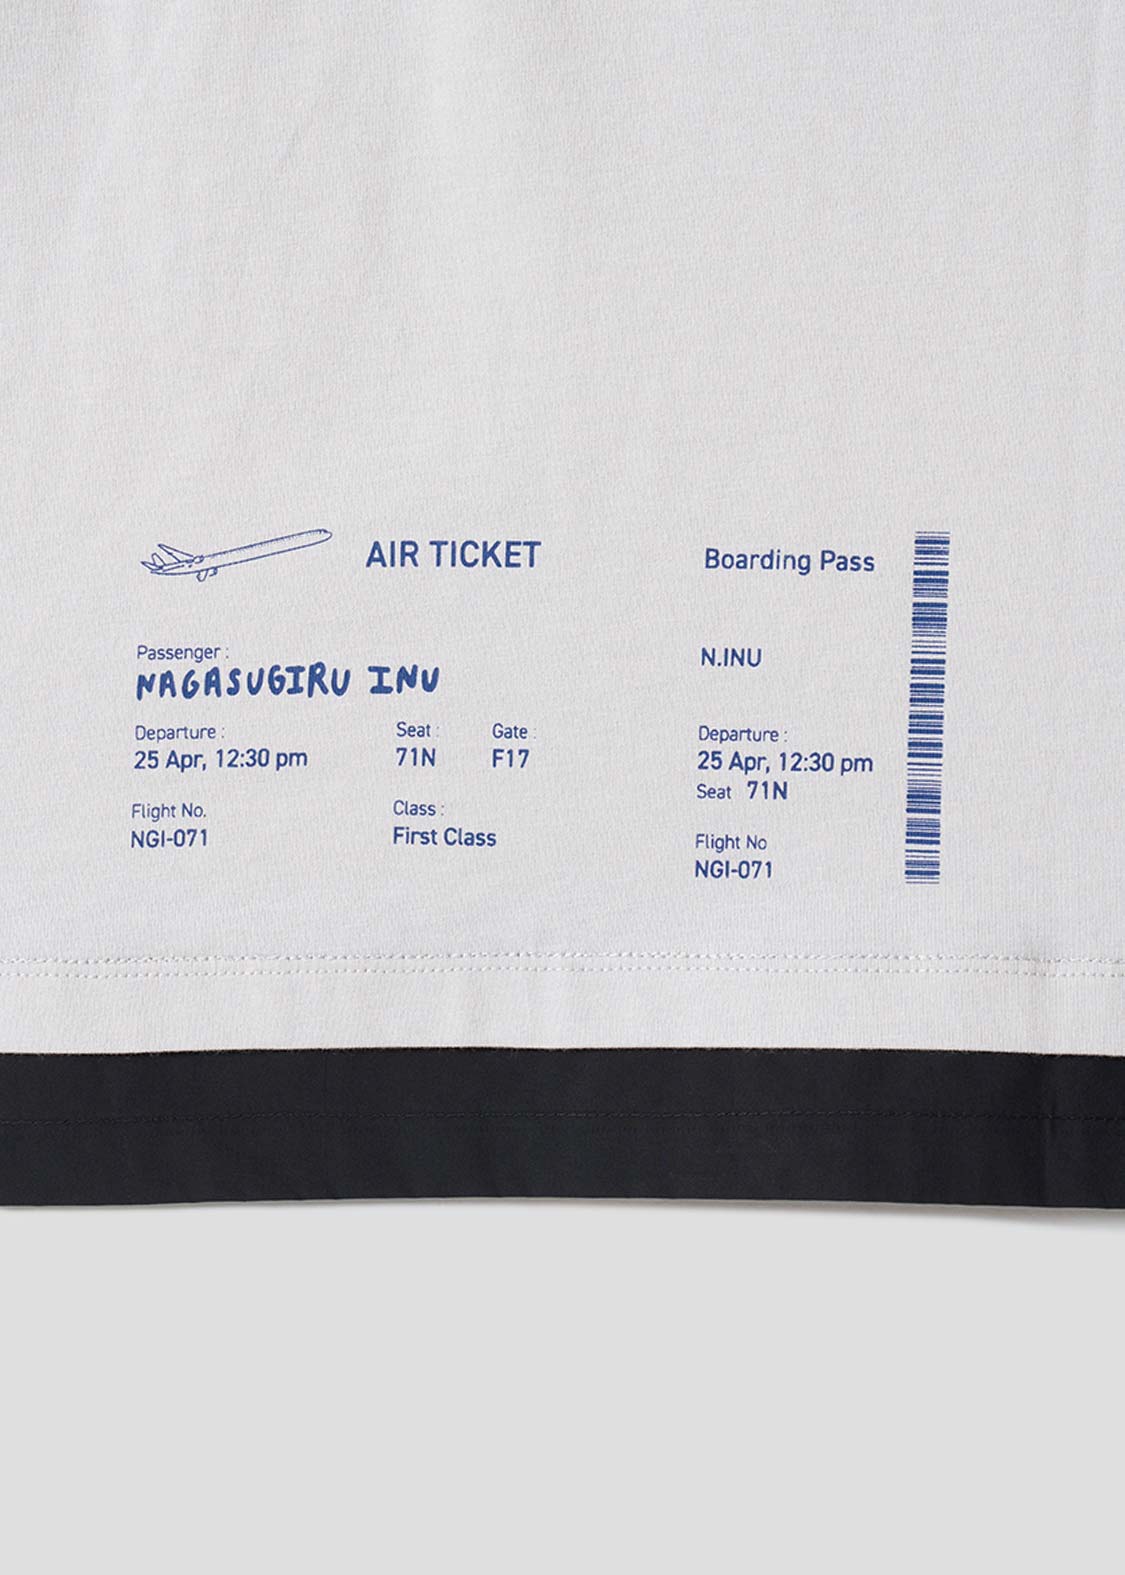 AIR TICKET
Passenger :
NAGASUGIRU INU
Departure :
25 Apr, 12:30 pm
Seat :
71N
Gate :
F17
Flight No.
NGI-071
Class :
First Class
Boarding Pass
N.INU
Departure :
25 Apr, 12:30 pm
Seat 71N
Flight No
NGI-071